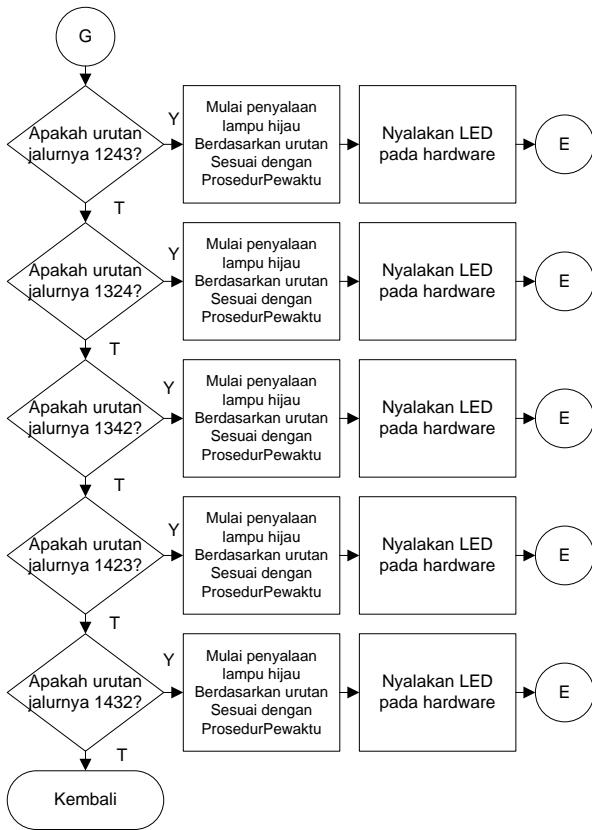 G
Apakah urutan
jalurnya 1243?
Y
Mulai penyalaan
lampu hijau
Berdasarkan urutan
Sesuai dengan
ProsedurPewaktu
Nyalakan LED
pada hardware
E
T
Apakah urutan
jalurnya 1324?
Y
Mulai penyalaan
lampu hijau
Berdasarkan urutan
Sesuai dengan
ProsedurPewaktu
Nyalakan LED
pada hardware
E
T
Apakah urutan
jalurnya 1342?
Y
Mulai penyalaan
lampu hijau
Berdasarkan urutan
Sesuai dengan
ProsedurPewaktu
Nyalakan LED
pada hardware
E
T
Apakah urutan
jalurnya 1423?
Y
Mulai penyalaan
lampu hijau
Berdasarkan urutan
Sesuai dengan
ProsedurPewaktu
Nyalakan LED
pada hardware
E
T
Apakah urutan
jalurnya 1432?
Y
Mulai penyalaan
lampu hijau
Berdasarkan urutan
Sesuai dengan
ProsedurPewaktu
Nyalakan LED
pada hardware
E
T
Kembali